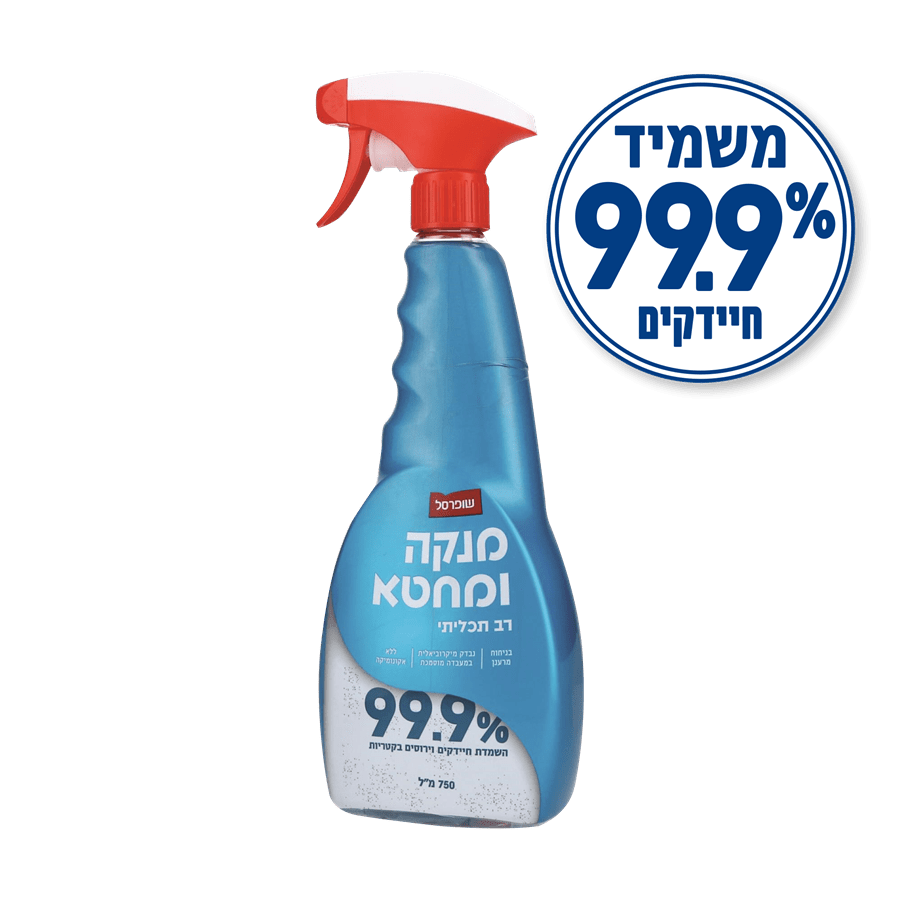 משמיד
99.9%
חיידקים
שופרסל
מנקה
ומחטא
רב תכליתי
בניחוח
מרענן
נבדק מיקרוביאלית
במעבדה מוסמכת
ללא
אקונומיקה
99.9%
השמדת חיידקים וירוסים בקטריות
750 מ"ל